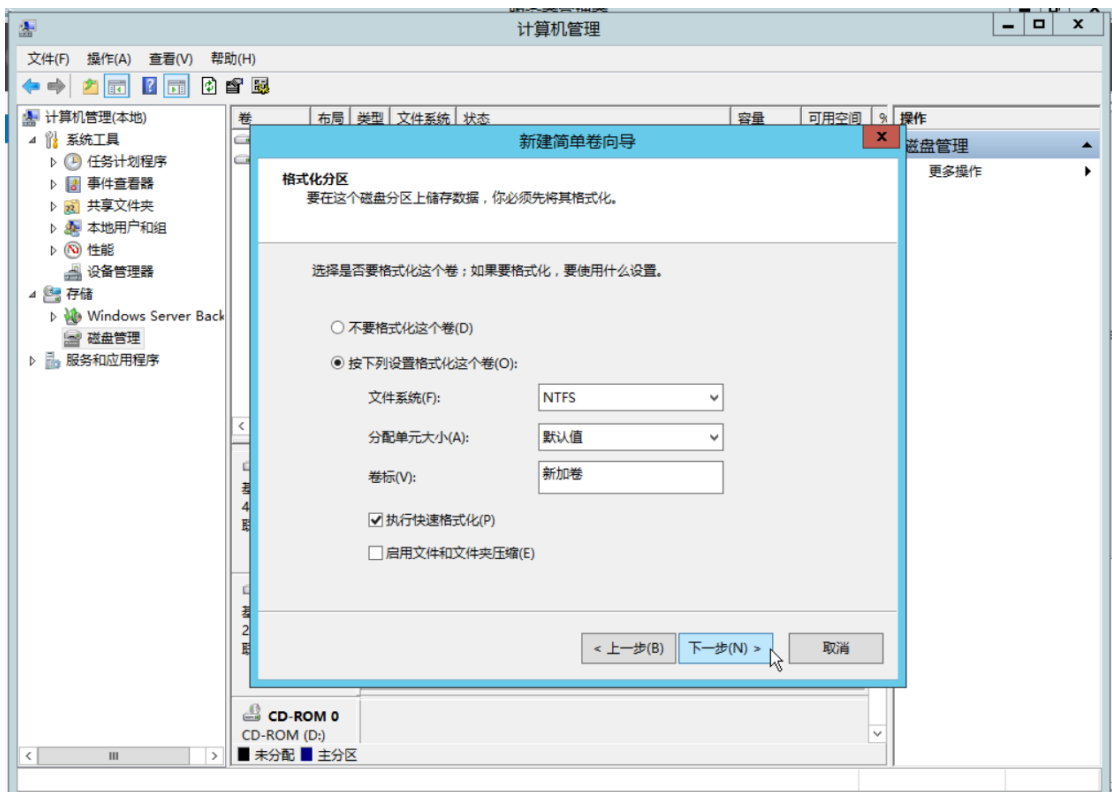 计算机管理
文件(F) 操作(A) 查看(V) 帮助(H)
计算机管理(本地)
系统工具
任务计划程序
事件查看器
共享文件夹
本地用户和组
性能
设备管理器
存储
Windows Server Back
磁盘管理
服务和应用程序
卷 布局 类型 文件系统 状态 容量 可用空间 %
新建简单卷向导
格式化分区
要在这个磁盘分区上储存数据，你必须先将其格式化。
选择是否要格式化这个卷；如果要格式化，要使用什么设置。
不要格式化这个卷(D)
按下列设置格式化这个卷(O):
文件系统(F): NTFS
分配单元大小(A): 默认值
卷标(V): 新加卷
执行快速格式化(P)
启用文件和文件夹压缩(E)
< 上一步(B) 下一步(N) > 取消
CD-ROM 0
CD-ROM (D:)
未分配 主分区
操作
磁盘管理
更多操作